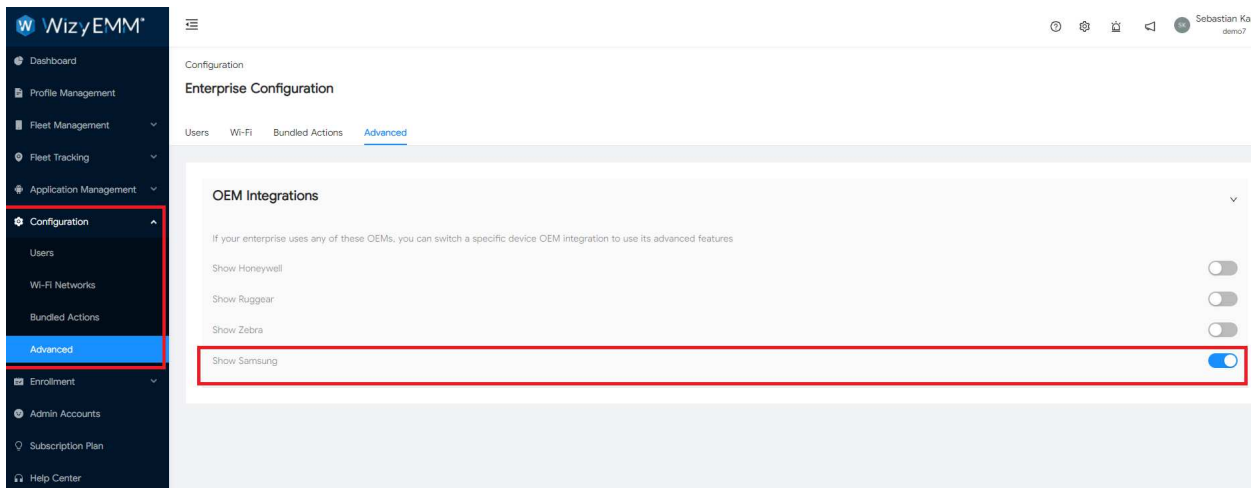 WizyEMM
Dashboard
Profile Management
Fleet Management
Fleet Tracking
Application Management
Configuration
Users
Wi-Fi Networks
Bundled Actions
Advanced
Enrollment
Admin Accounts
Subscription Plan
Help Center
SK
Sebastian Ka
demo7
Configuration
Enterprise Configuration
Users Wi-Fi Bundled Actions Advanced
OEM Integrations
If your enterprise uses any of these OEMs, you can switch a specific device OEM integration to use its advanced features
Show Honeywell
Show Ruggear
Show Zebra
Show Samsung